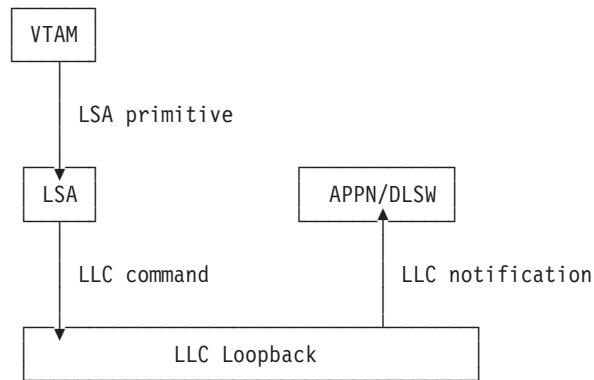 VTAM
LSA primitive
LSA
APPN/DLSW
LLC command
LLC notification
LLC Loopback